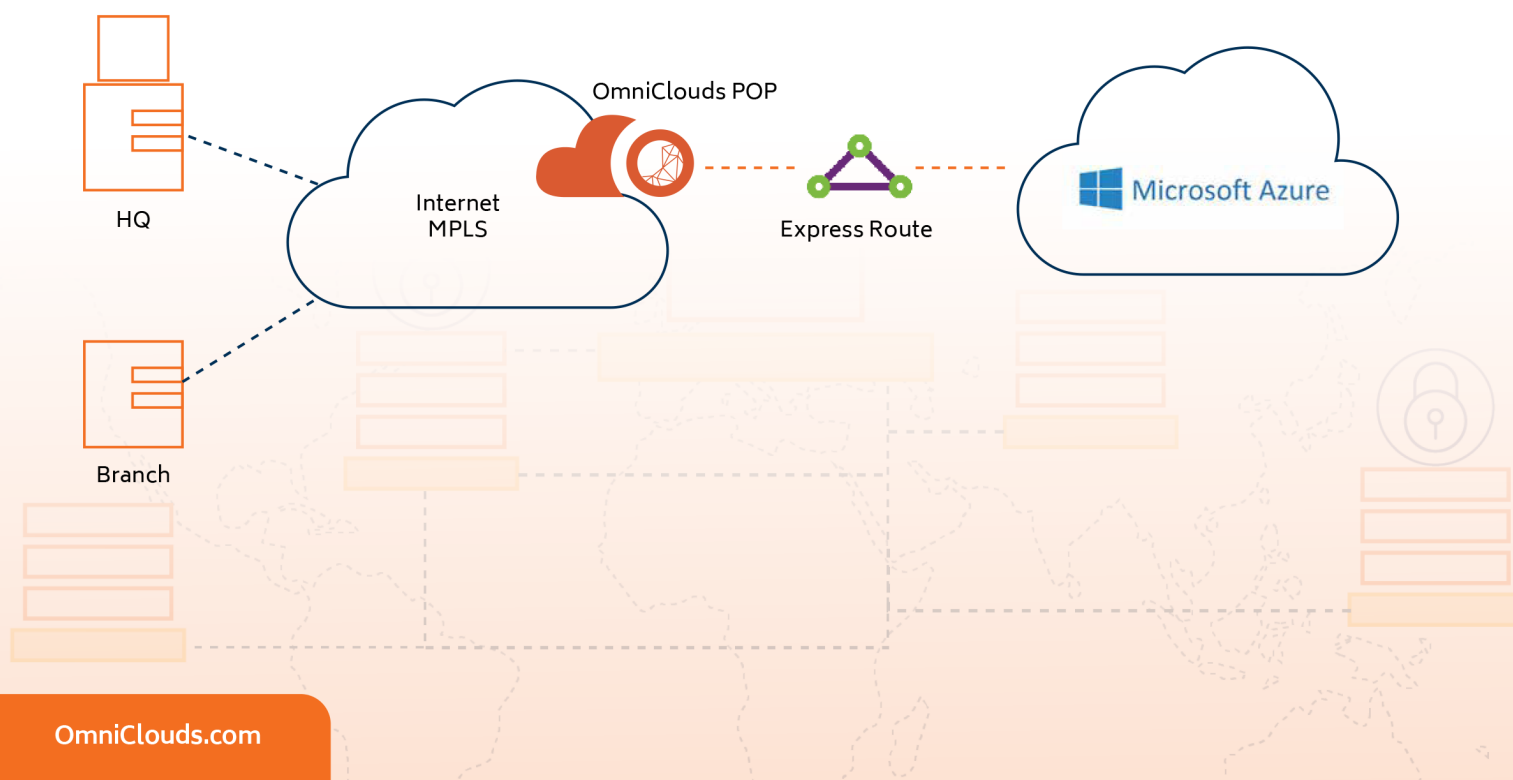 OmniClouds POP
HQ
Internet
MPLS
Express Route
Microsoft Azure
Branch
OmniClouds.com